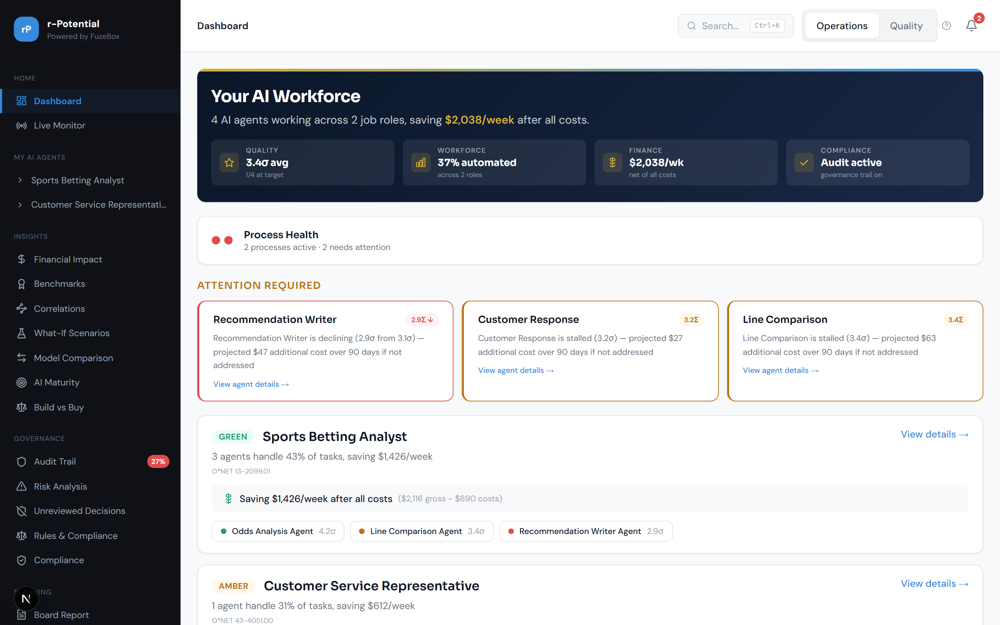 rP
r-Potential
Powered by FuzeBox
HOME
Dashboard
Live Monitor
MY AI AGENTS
Sports Betting Analyst
Customer Service Representati...
INSIGHTS
Financial Impact
Benchmarks
Correlations
What-If Scenarios
Model Comparison
AI Maturity
Build vs Buy
GOVERNANCE
Audit Trail 27%
Risk Analysis
Unreviewed Decisions
Rules & Compliance
Compliance
N
Board Report
Dashboard
Search... Ctrl+K
Operations Quality
2
Your AI Workforce
4 AI agents working across 2 job roles, saving $2,038/week after all costs.
QUALITY
3.4σ avg
1/4 at target
WORKFORCE
37% automated
across 2 roles
FINANCE
$2,038/wk
net of all costs
COMPLIANCE
Audit active
governance trail on
Process Health
2 processes active · 2 needs attention
ATTENTION REQUIRED
Recommendation Writer 2.9Σ ↓
Recommendation Writer is declining (2.9σ from 3.1σ) —
projected $47 additional cost over 90 days if not
addressed
View agent details →
Customer Response 3.2Σ
Customer Response is stalled (3.2σ) — projected $27
additional cost over 90 days if not addressed
View agent details →
Line Comparison 3.4Σ
Line Comparison is stalled (3.4σ) — projected $63
additional cost over 90 days if not addressed
View agent details →
GREEN Sports Betting Analyst View details →
3 agents handle 43% of tasks, saving $1,426/week
O*NET 13-2099.01
Saving $1,426/week after all costs ($2,116 gross - $690 costs)
Odds Analysis Agent 4.2σ
Line Comparison Agent 3.4σ
Recommendation Writer Agent 2.9σ
AMBER Customer Service Representative View details →
1 agent handle 31% of tasks, saving $612/week
O*NET 43-4051.00